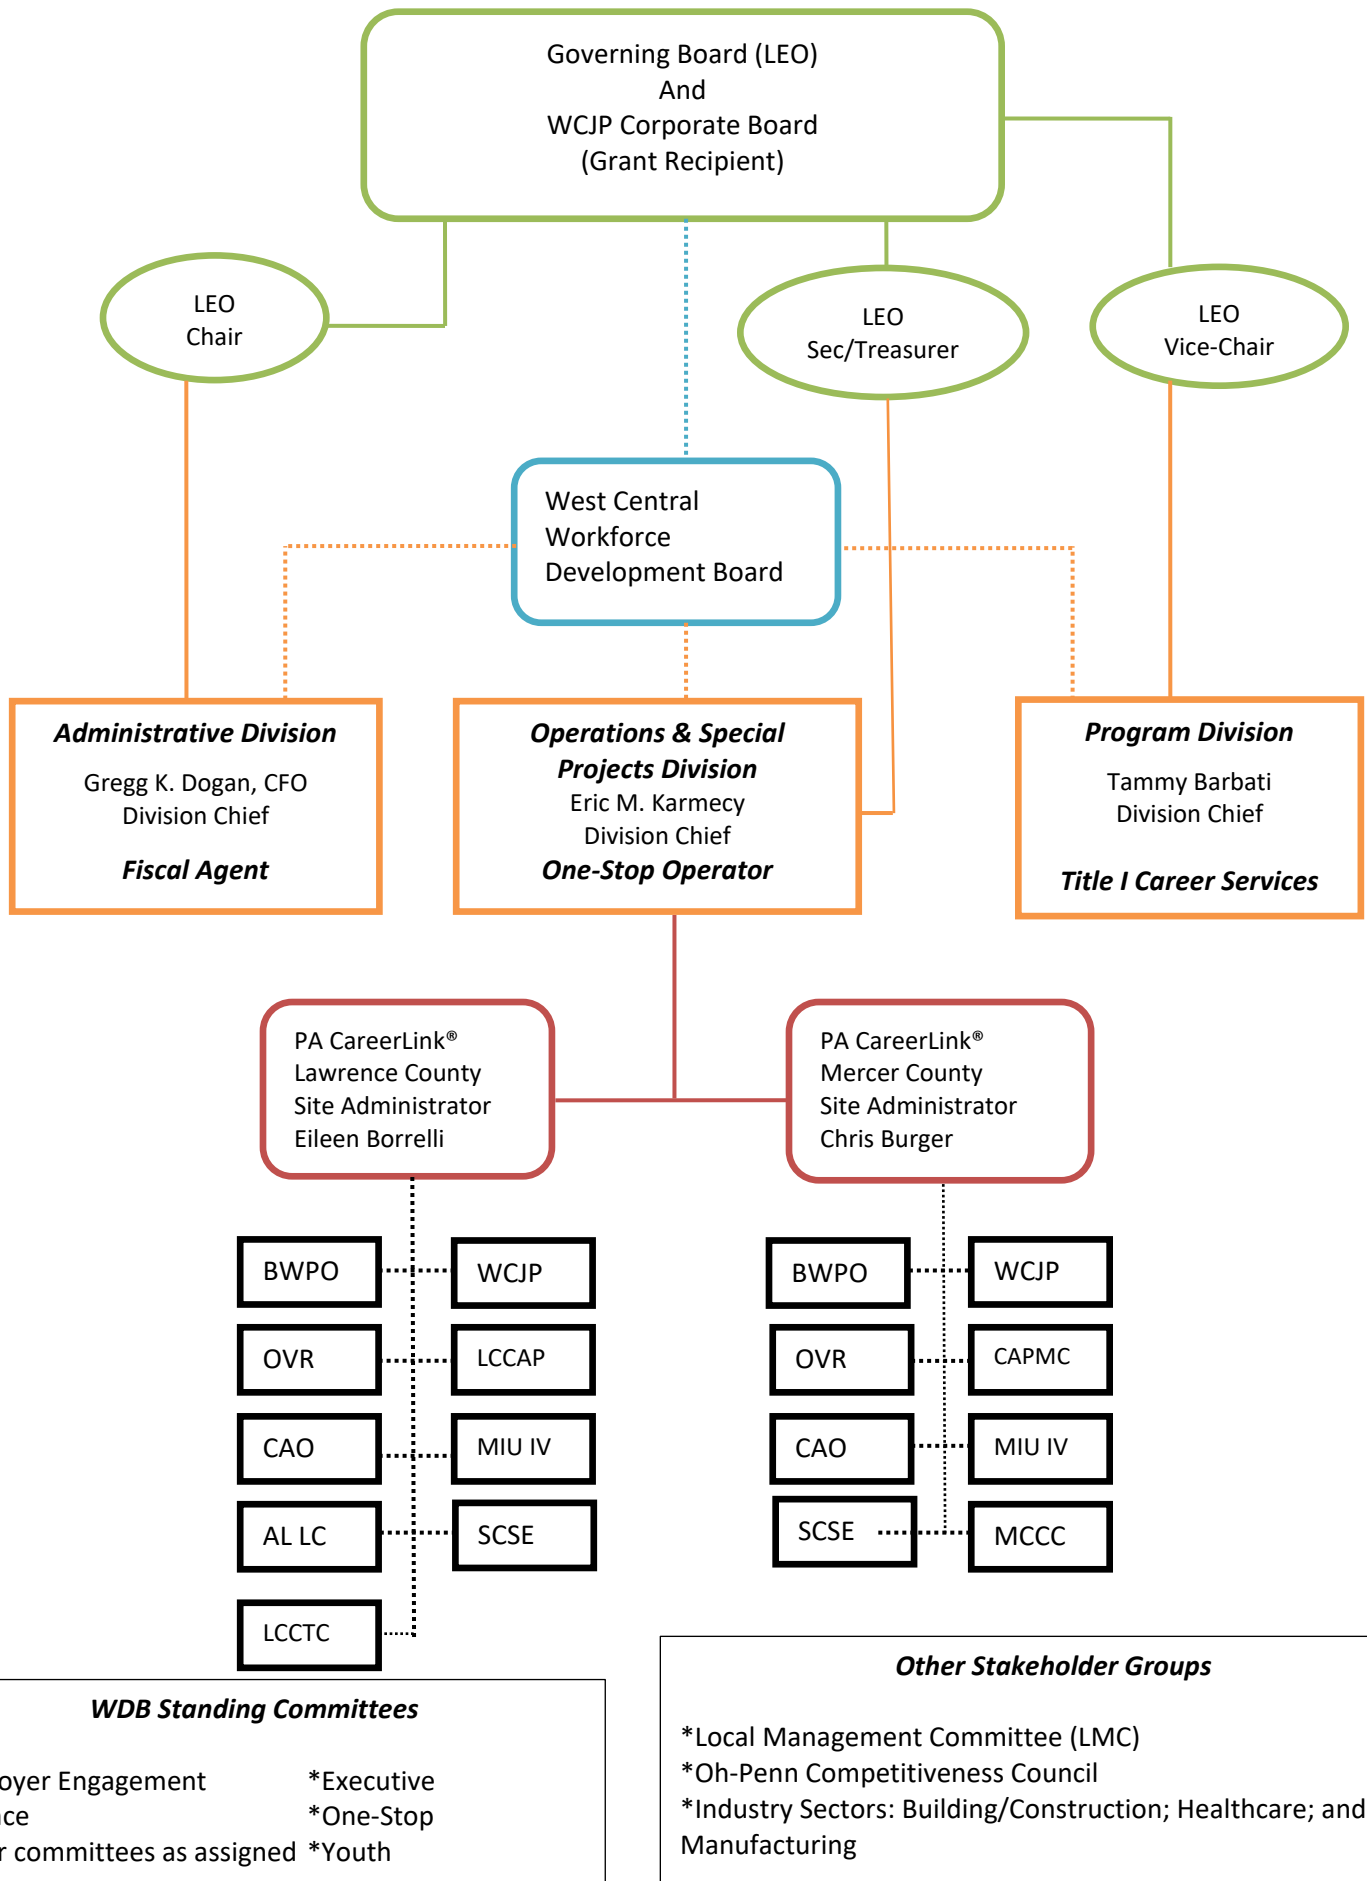 Governing Board (LEO)
And
WCJP Corporate Board
(Grant Recipient)
LEO
Chair
LEO
Sec/Treasurer
LEO
Vice-Chair
West Central
Workforce
Development Board
Administrative Division
Gregg K. Dogan, CFO
Division Chief
Fiscal Agent
Operations & Special
Projects Division
Eric M. Karmecy
Division Chief
One-Stop Operator
Program Division
Tammy Barbati
Division Chief
Title I Career Services
PA CareerLink®
Lawrence County
Site Administrator
Eileen Borrelli
PA CareerLink®
Mercer County
Site Administrator
Chris Burger
BWPO
WCJP
OVR
LCCAP
CAO
MIU IV
AL LC
SCSE
LCCTC
BWPO
WCJP
OVR
CAPMC
CAO
MIU IV
SCSE
MCCC
WDB Standing Committees
oyer Engagement *Executive
ce *One-Stop
r committees as assigned *Youth
Other Stakeholder Groups
*Local Management Committee (LMC)
*Oh-Penn Competitiveness Council
*Industry Sectors: Building/Construction; Healthcare; and
Manufacturing